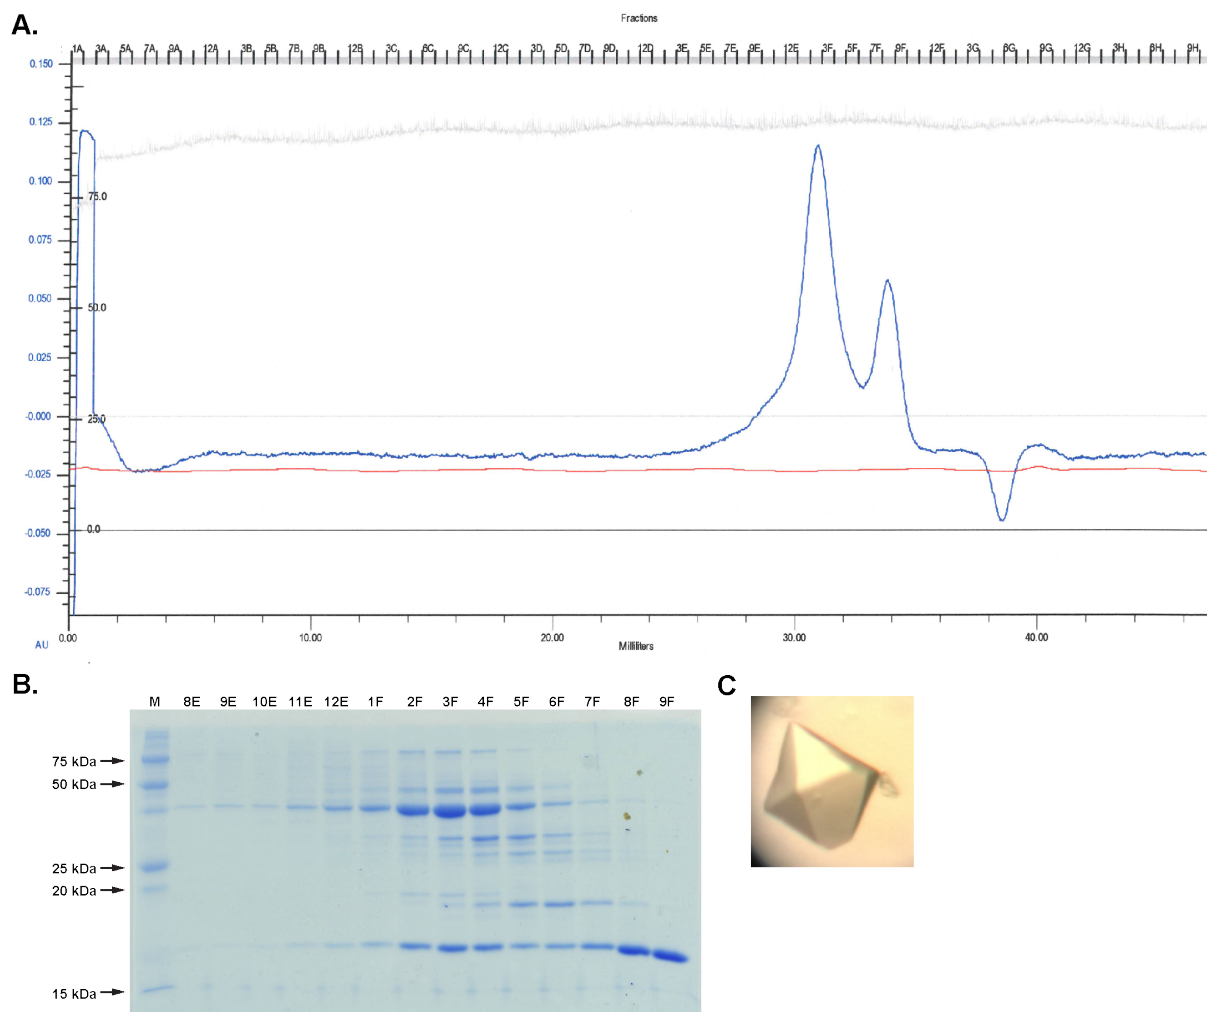 A.
Fractions
1A 3A 5A 7A 9A 12A 3B 5B 7B 9B 12B 3C 6C 9C 12C 3D 5D 7D 9D 12D 3E 5E 7E 9E 12E 3F 5F 7F 9F 12F 3G 6G 9G 12G 3H 6H 9H
0.150
0.125
0.100
75.0
0.075
0.050
50.0
0.025
-0.000
25.0
-0.025
0.0
-0.050
-0.075
0.00 10.00 20.00 30.00 40.00
AU
Milliliters
B.
M 8E 9E 10E 11E 12E 1F 2F 3F 4F 5F 6F 7F 8F 9F
75 kDa
50 kDa
25 kDa
20 kDa
15 kDa
C